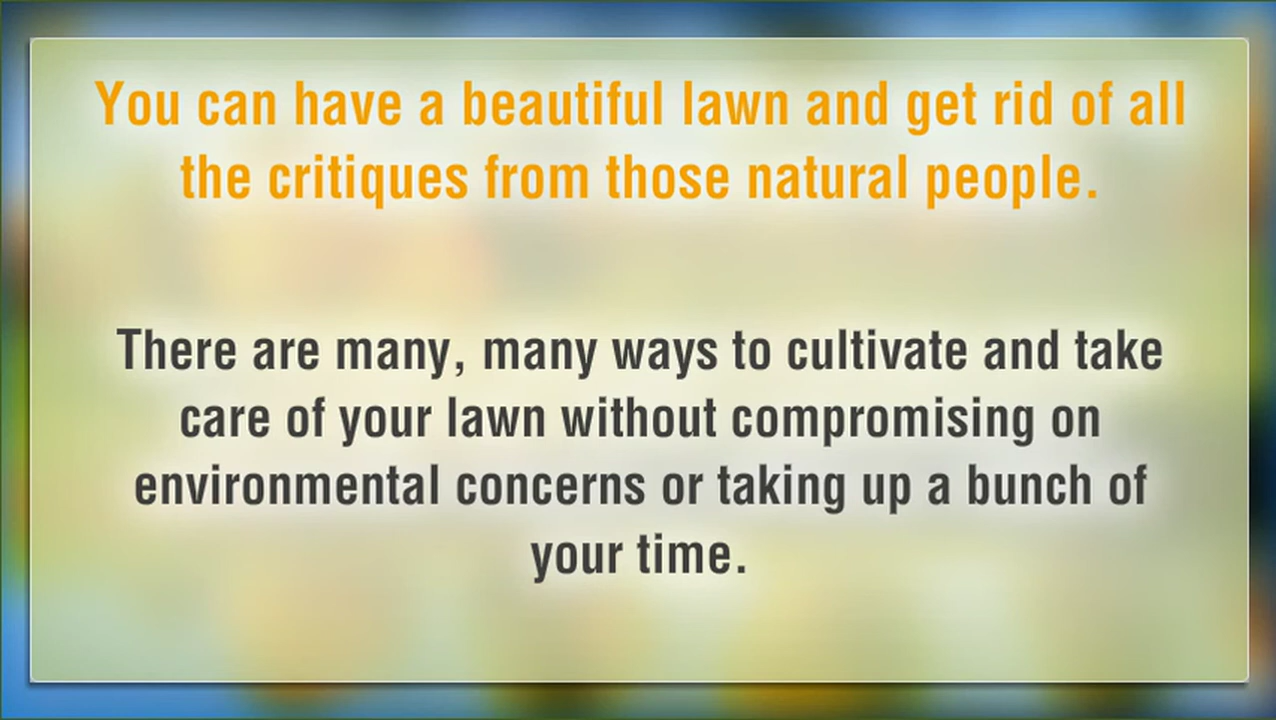 You can have a beautiful lawn and get rid of all
the critiques from those natural people.
There are many, many ways to cultivate and take
care of your lawn without compromising on
environmental concerns or taking up a bunch of
your time.